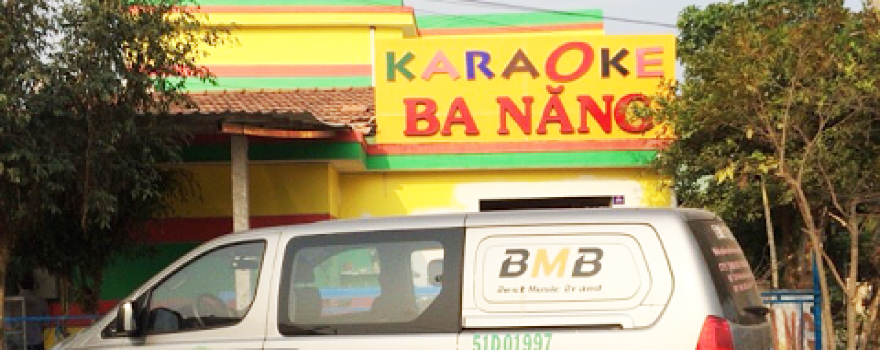 KARAOKE
BA NĂNG
BMB
Best Music Brand
51D01997